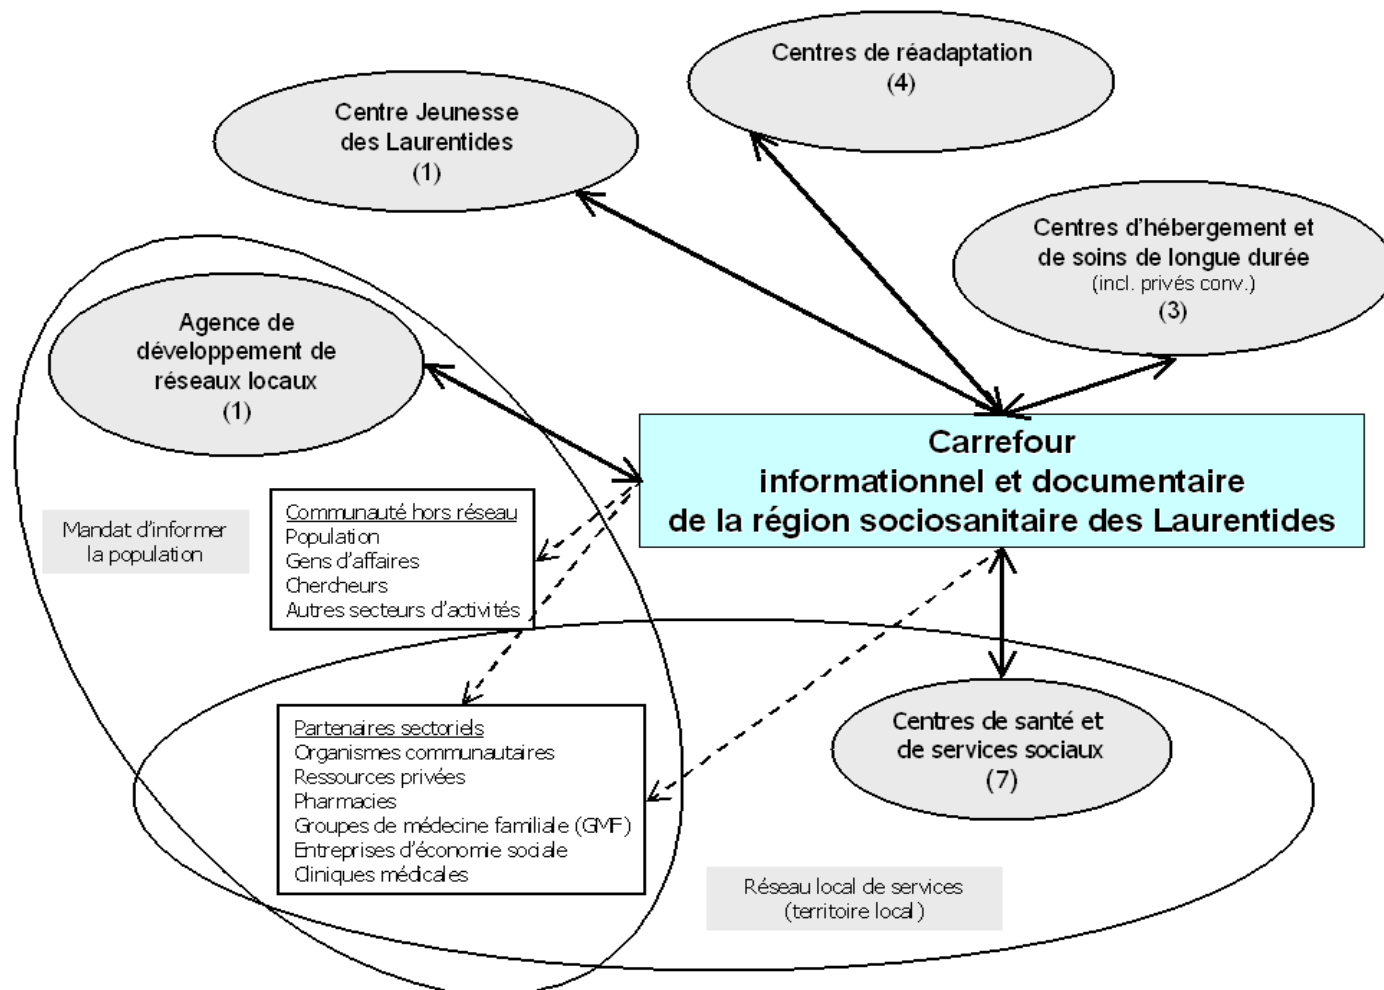 Centres de réadaptation
(4)
Centre Jeunesse
des Laurentides
(1)
Centres d'hébergement et
de soins de longue durée
(incl. privés conv.)
(3)
Agence de
développement de
réseaux locaux
(1)
Carrefour
informationnel et documentaire
de la région sociosanitaire des Laurentides
Mandat d'informer
la population
Communauté hors réseau
Population
Gens d'affaires
Chercheurs
Autres secteurs d'activités
Partenaires sectoriels
Organismes communautaires
Ressources privées
Pharmacies
Groupes de médecine familiale (GMF)
Entreprises d'économie sociale
Cliniques médicales
Centres de santé et
de services sociaux
(7)
Réseau local de services
(territoire local)